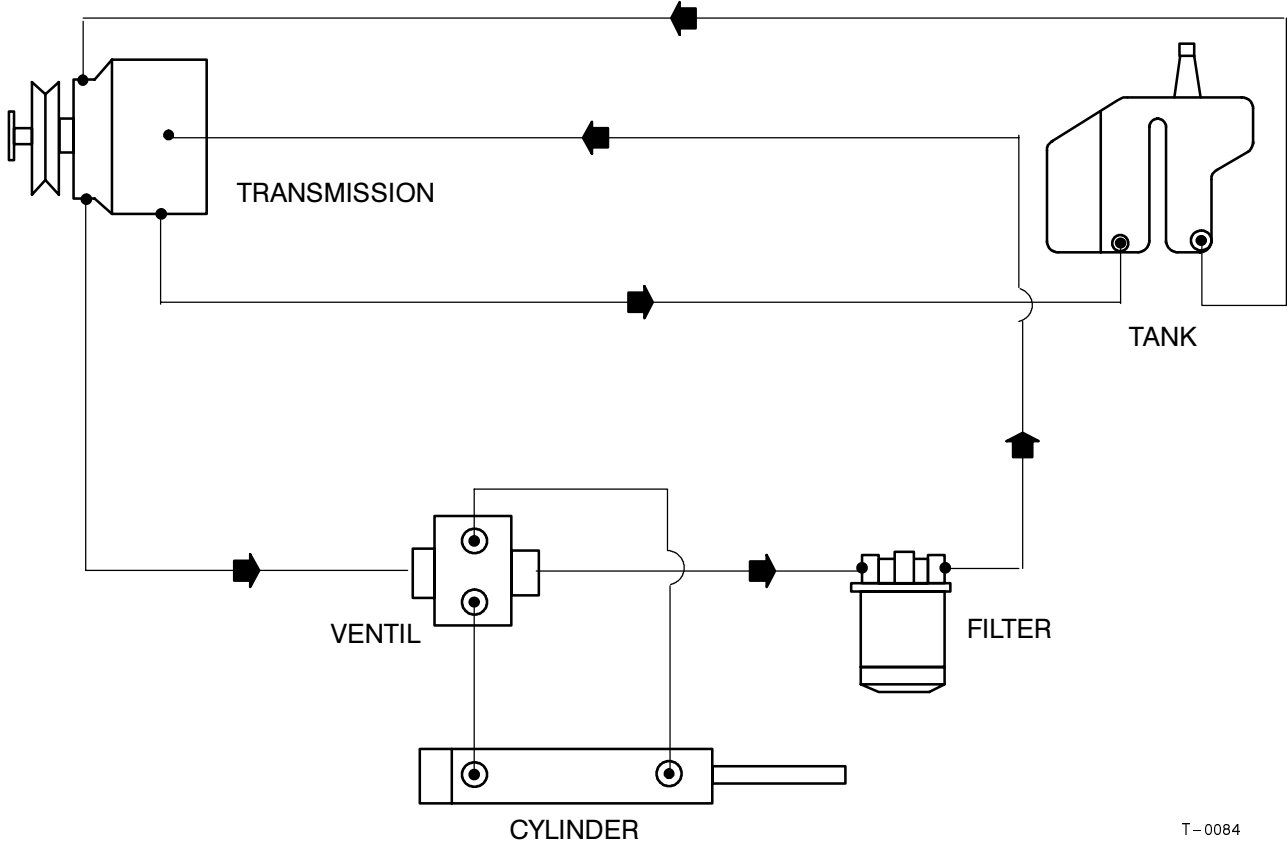 TRANSMISSION
TANK
VENTIL
FILTER
CYLINDER
T-0084